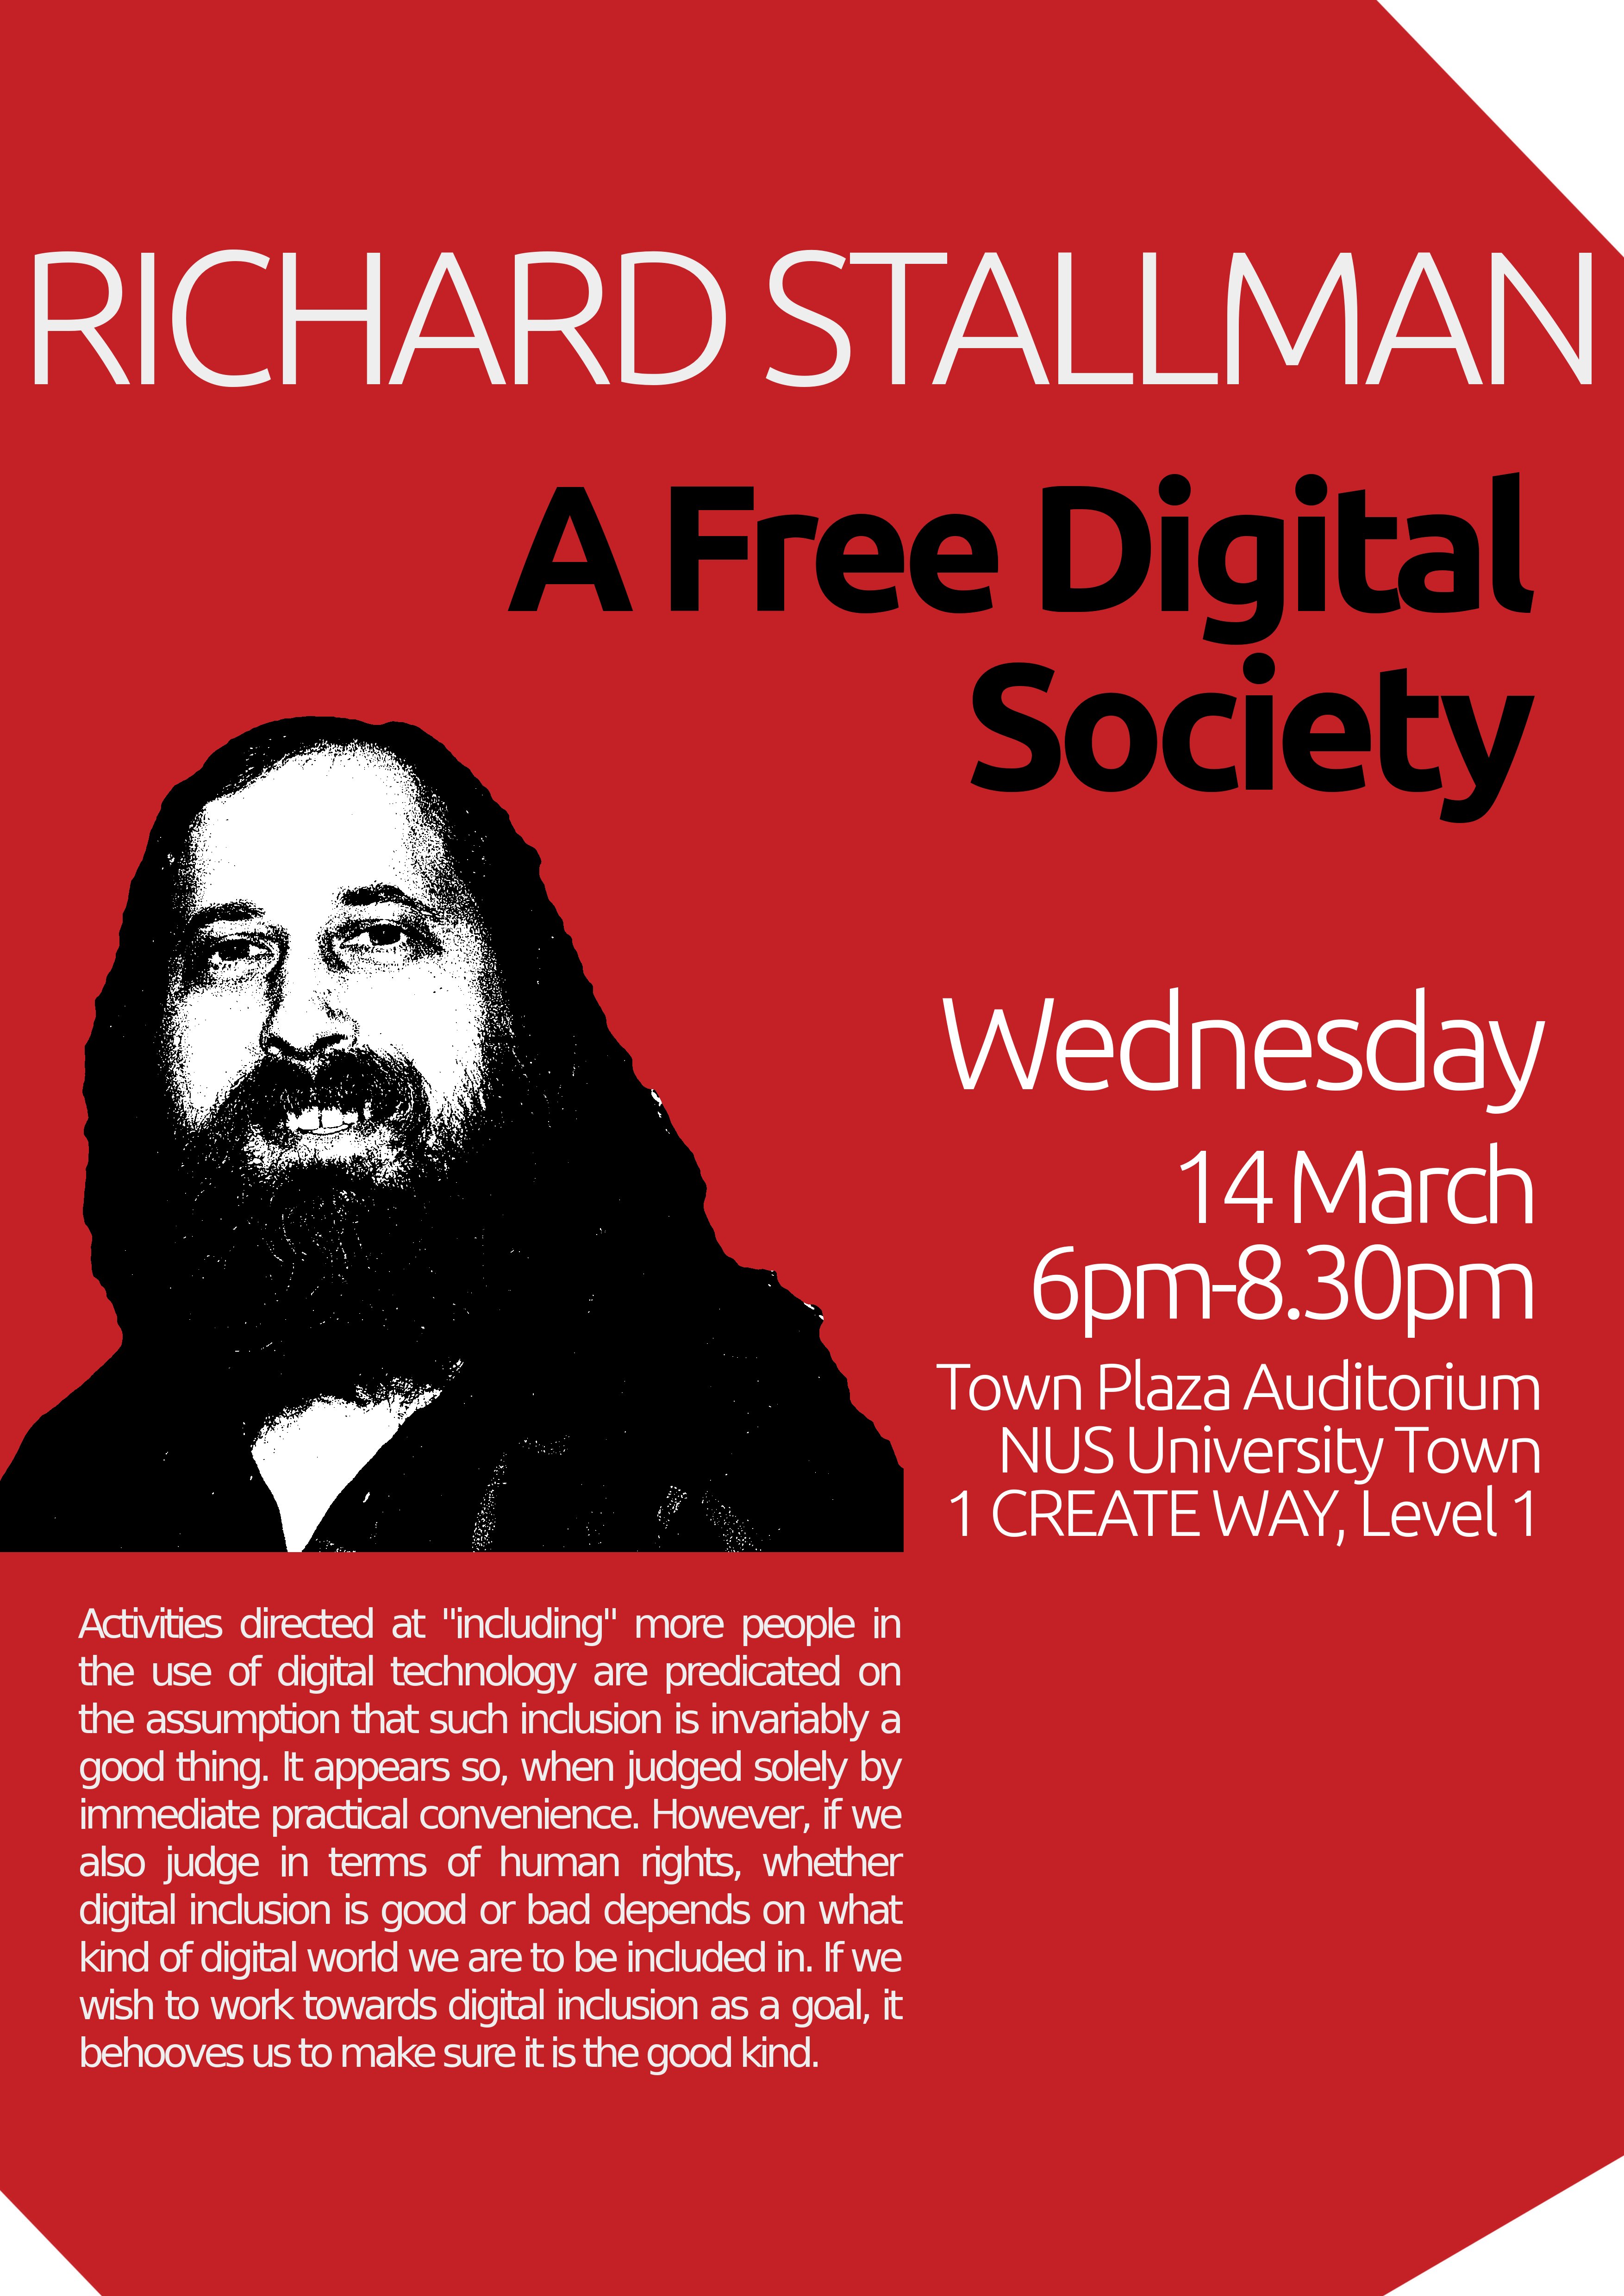 RICHARD STALLMAN
A Free Digital
Society
Wednesday
14 March
6pm-8.30pm
Town Plaza Auditorium
NUS University Town
1 CREATE WAY, Level 1
Activities directed at "including" more people in
the use of digital technology are predicated on
the assumption that such inclusion is invariably a
good thing. It appears so, when judged solely by
immediate practical convenience. However, if we
also judge in terms of human rights, whether
digital inclusion is good or bad depends on what
kind of digital world we are to be included in. If we
wish to work towards digital inclusion as a goal, it
behooves us to make sure it is the good kind.